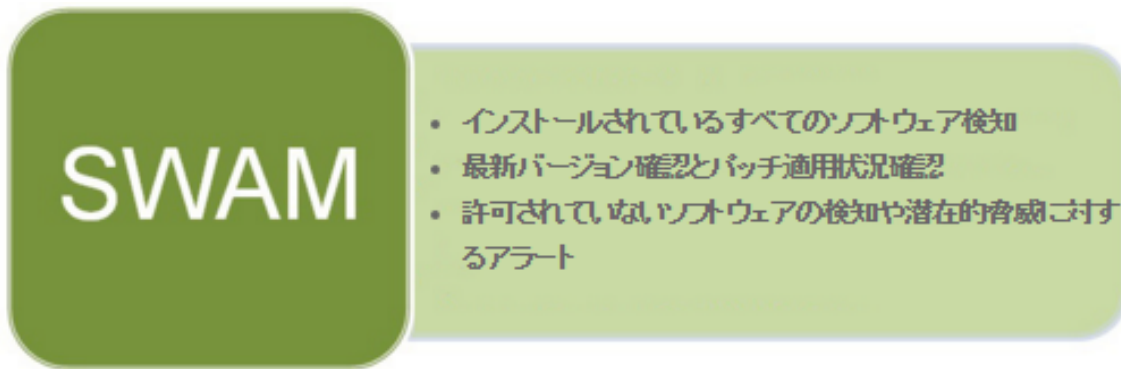 SWAM
• インストールされているすべてのソフトウェア検知
• 最新バージョン確認とパッチ適用状況確認
• 許可されていないソフトウェアの検知や潜在的脅威に対す
るアラート